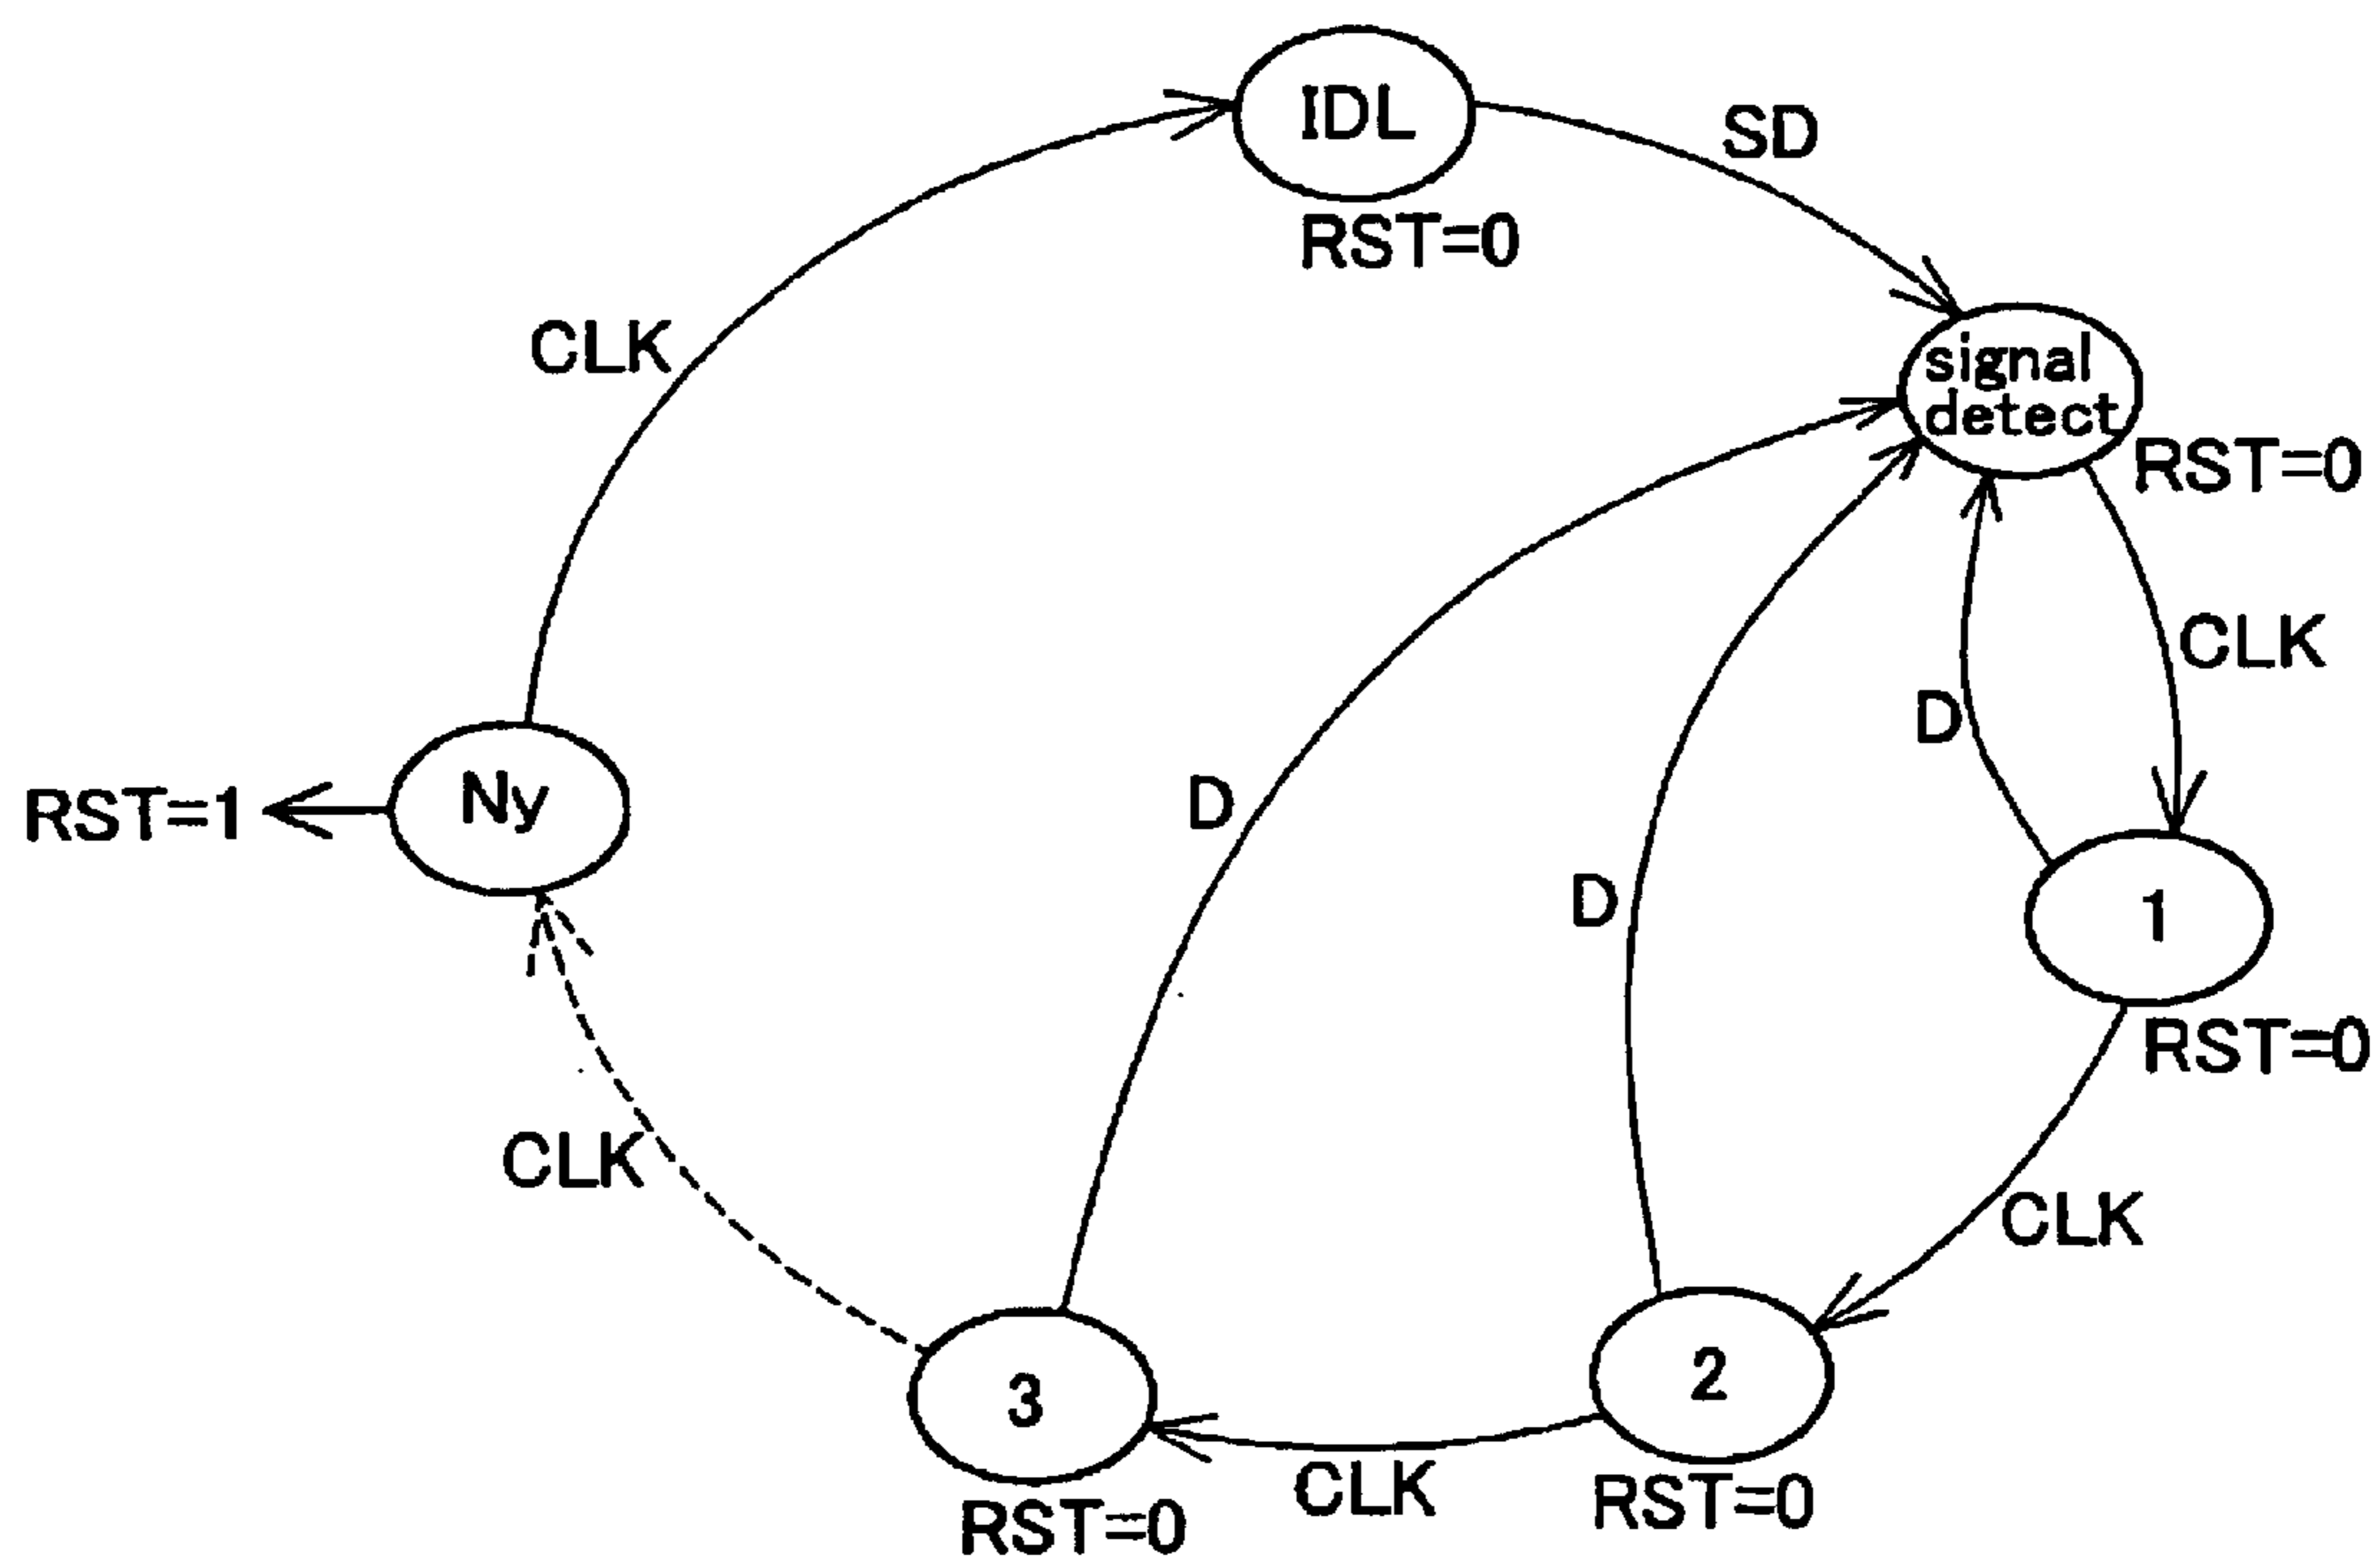 IDL
SD
RST=0
CLK
signal
detect
RST=0
CLK
D
Ny
RST=1
D
D
1
RST=0
CLK
CLK
2
3
CLK
RST=0
RST=0